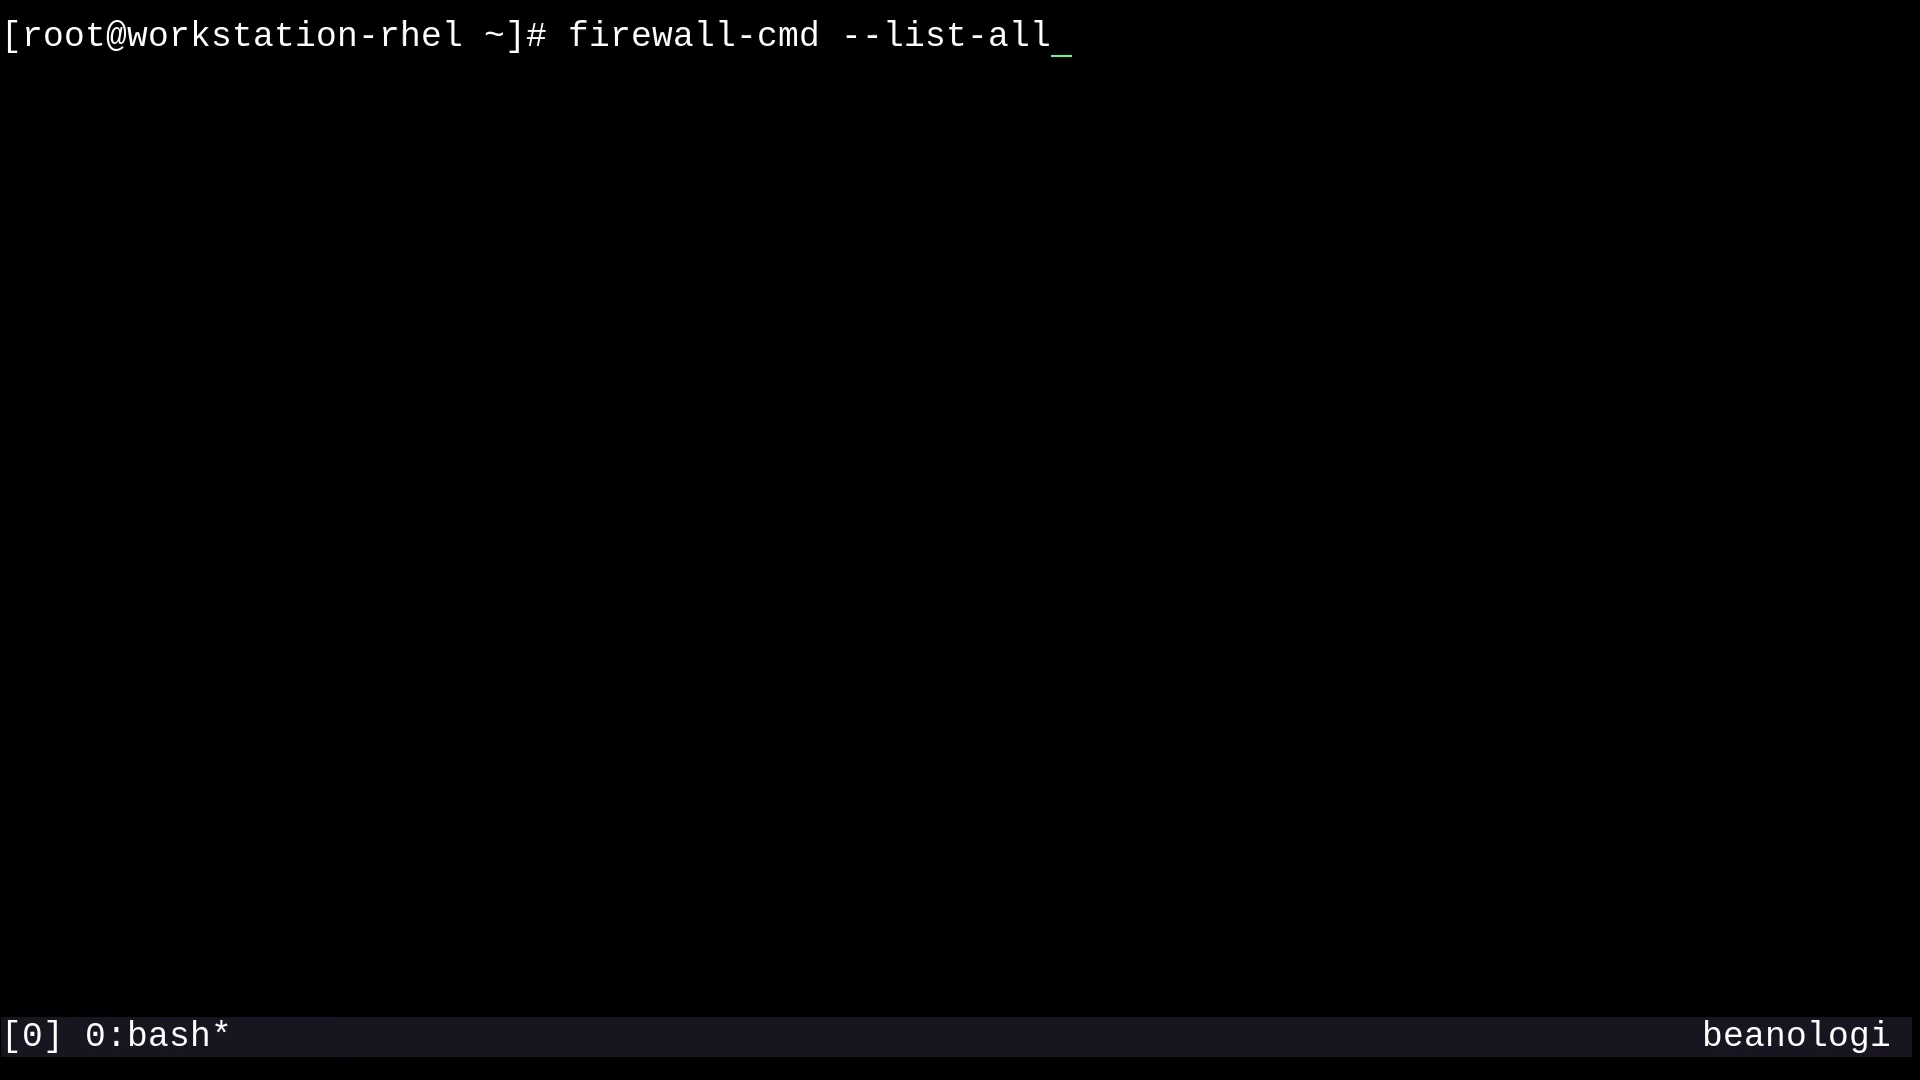 [root@workstation-rhel ~]# firewall-cmd --list-all_
[0] 0:bash*
beanologi